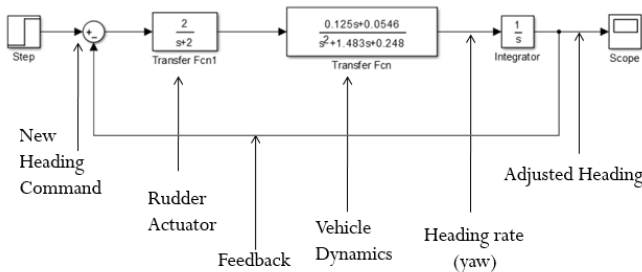 +
−
2
s+2
0.125s+0.0546
s²+1.483s+0.248
1
s
Step
Transfer Fcn1
Transfer Fcn
Integrator
Scope
New
Heading
Command
Rudder
Actuator
Feedback
Vehicle
Dynamics
Heading rate
(yaw)
Adjusted Heading